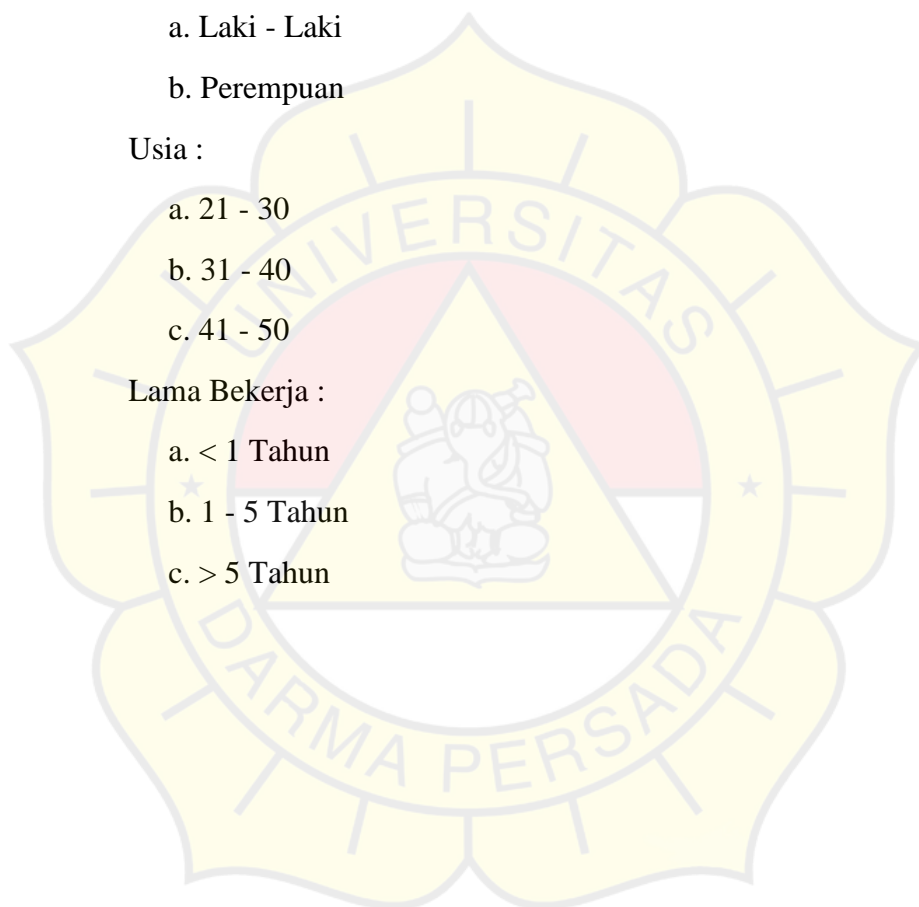 a. Laki - Laki
b. Perempuan
Usia :
a. 21 - 30
b. 31 - 40
c. 41 - 50
Lama Bekerja :
a. < 1 Tahun
b. 1 - 5 Tahun
c. > 5 Tahun
UNIVERSITAS
DARMA PERSADA